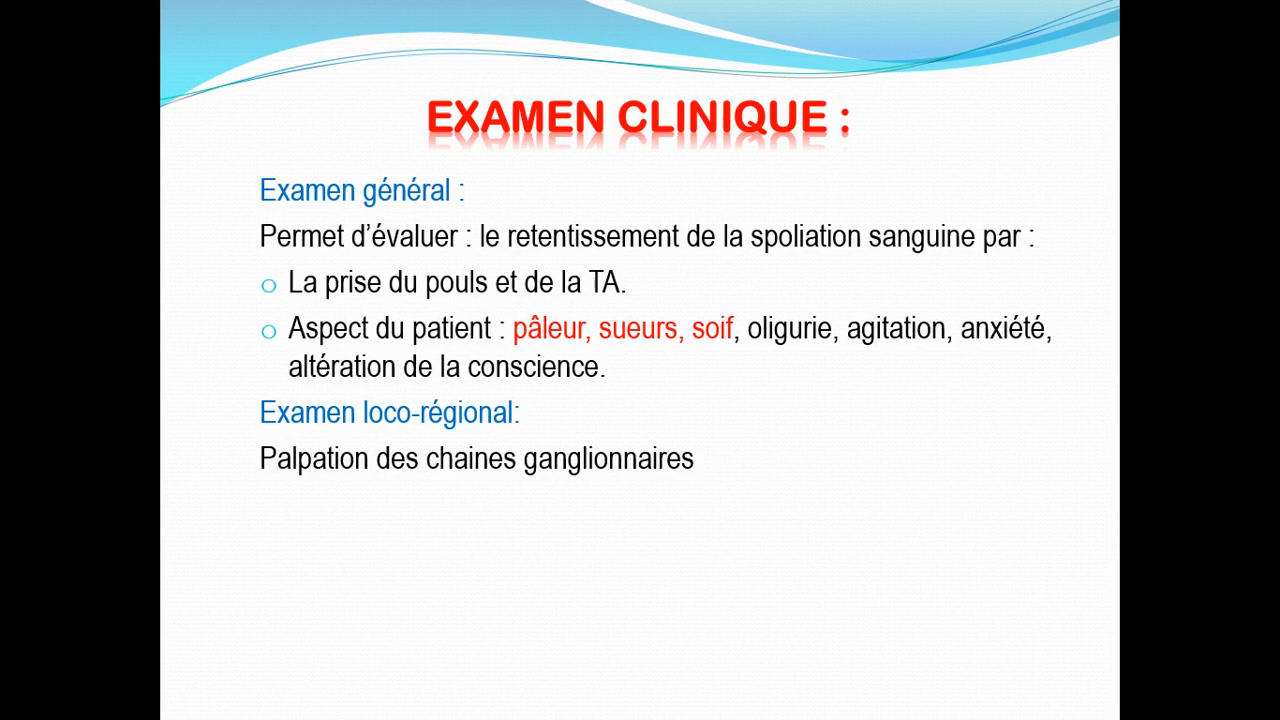 EXAMEN CLINIQUE :
Examen général :
Permet d’évaluer : le retentissement de la spoliation sanguine par :
o La prise du pouls et de la TA.
o Aspect du patient : pâleur, sueurs, soif, oligurie, agitation, anxiété,
altération de la conscience.
Examen loco-régional:
Palpation des chaines ganglionnaires